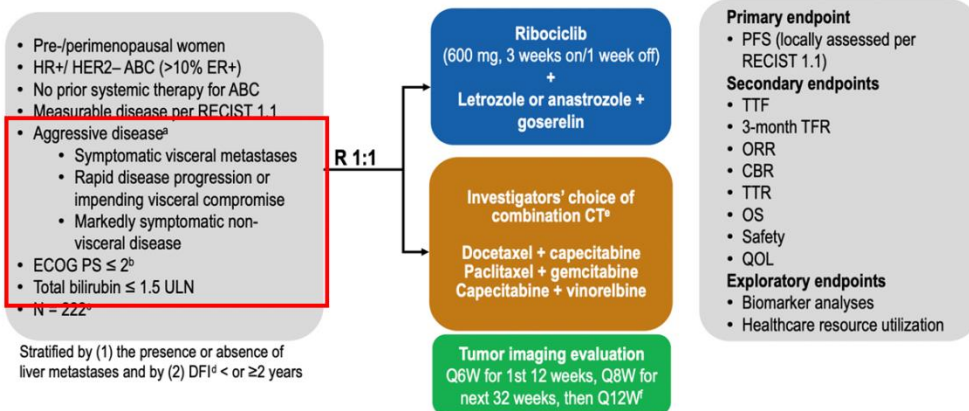 • Pre-/perimenopausal women
• HR+/ HER2– ABC (>10% ER+)
• No prior systemic therapy for ABC
• Measurable disease per RECIST 1.1
• Aggressive diseaseᵃ
• Symptomatic visceral metastases
• Rapid disease progression or
impending visceral compromise
• Markedly symptomatic non-
visceral disease
• ECOG PS ≤ 2ᵇ
• Total bilirubin ≤ 1.5 ULN
• N = 222ᶜ
Stratified by (1) the presence or absence of
liver metastases and by (2) DFIᵈ < or ≥2 years
R 1:1
Ribociclib
(600 mg, 3 weeks on/1 week off)
+
Letrozole or anastrozole +
goserelin
Investigators' choice of
combination CTᵉ
Docetaxel + capecitabine
Paclitaxel + gemcitabine
Capecitabine + vinorelbine
Tumor imaging evaluation
Q6W for 1st 12 weeks, Q8W for
next 32 weeks, then Q12Wᶠ
Primary endpoint
• PFS (locally assessed per
RECIST 1.1)
Secondary endpoints
• TTF
• 3-month TFR
• ORR
• CBR
• TTR
• OS
• Safety
• QOL
Exploratory endpoints
• Biomarker analyses
• Healthcare resource utilization